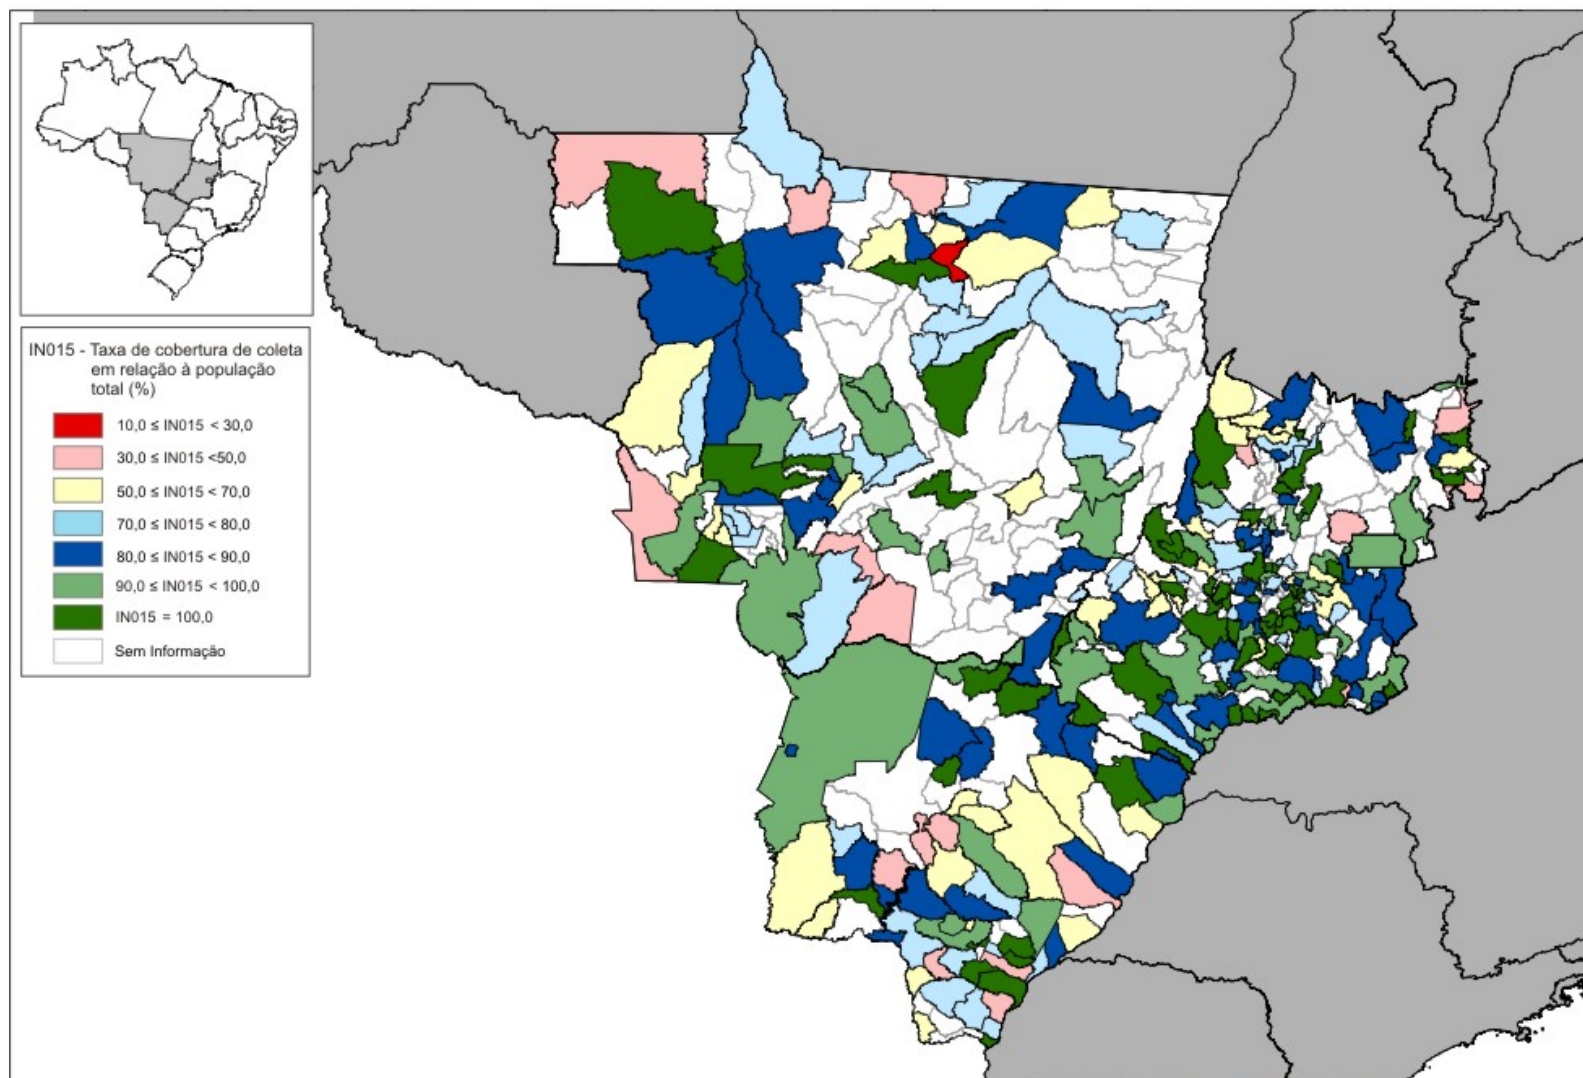 IN015 - Taxa de cobertura de coleta
em relação à população
total (%)
10,0 ≤ IN015 < 30,0
30,0 ≤ IN015 <50,0
50,0 ≤ IN015 < 70,0
70,0 ≤ IN015 < 80,0
80,0 ≤ IN015 < 90,0
90,0 ≤ IN015 < 100,0
IN015 = 100,0
Sem Informação